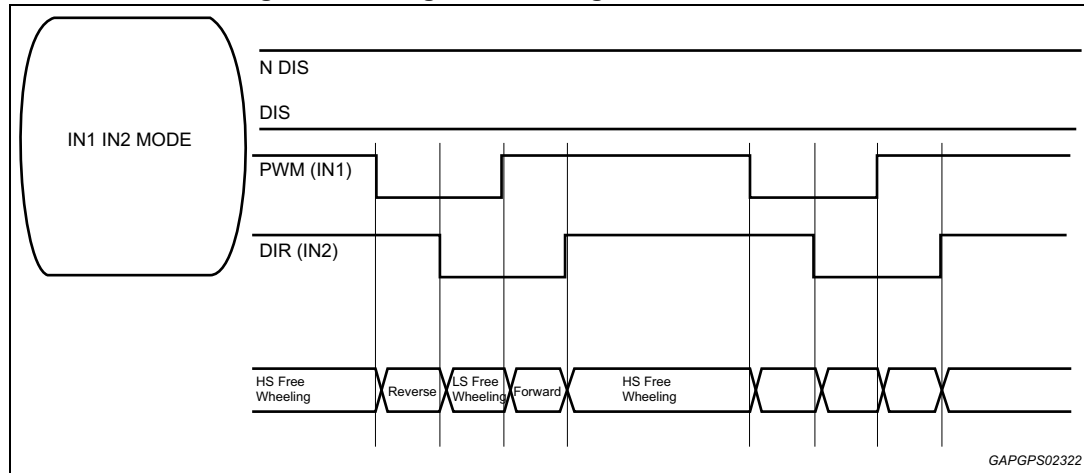 IN1 IN2 MODE
N DIS
DIS
PWM (IN1)
DIR (IN2)
HS Free
Wheeling
Reverse
LS Free
Wheeling
Forward
HS Free
Wheeling
GAPGPS02322